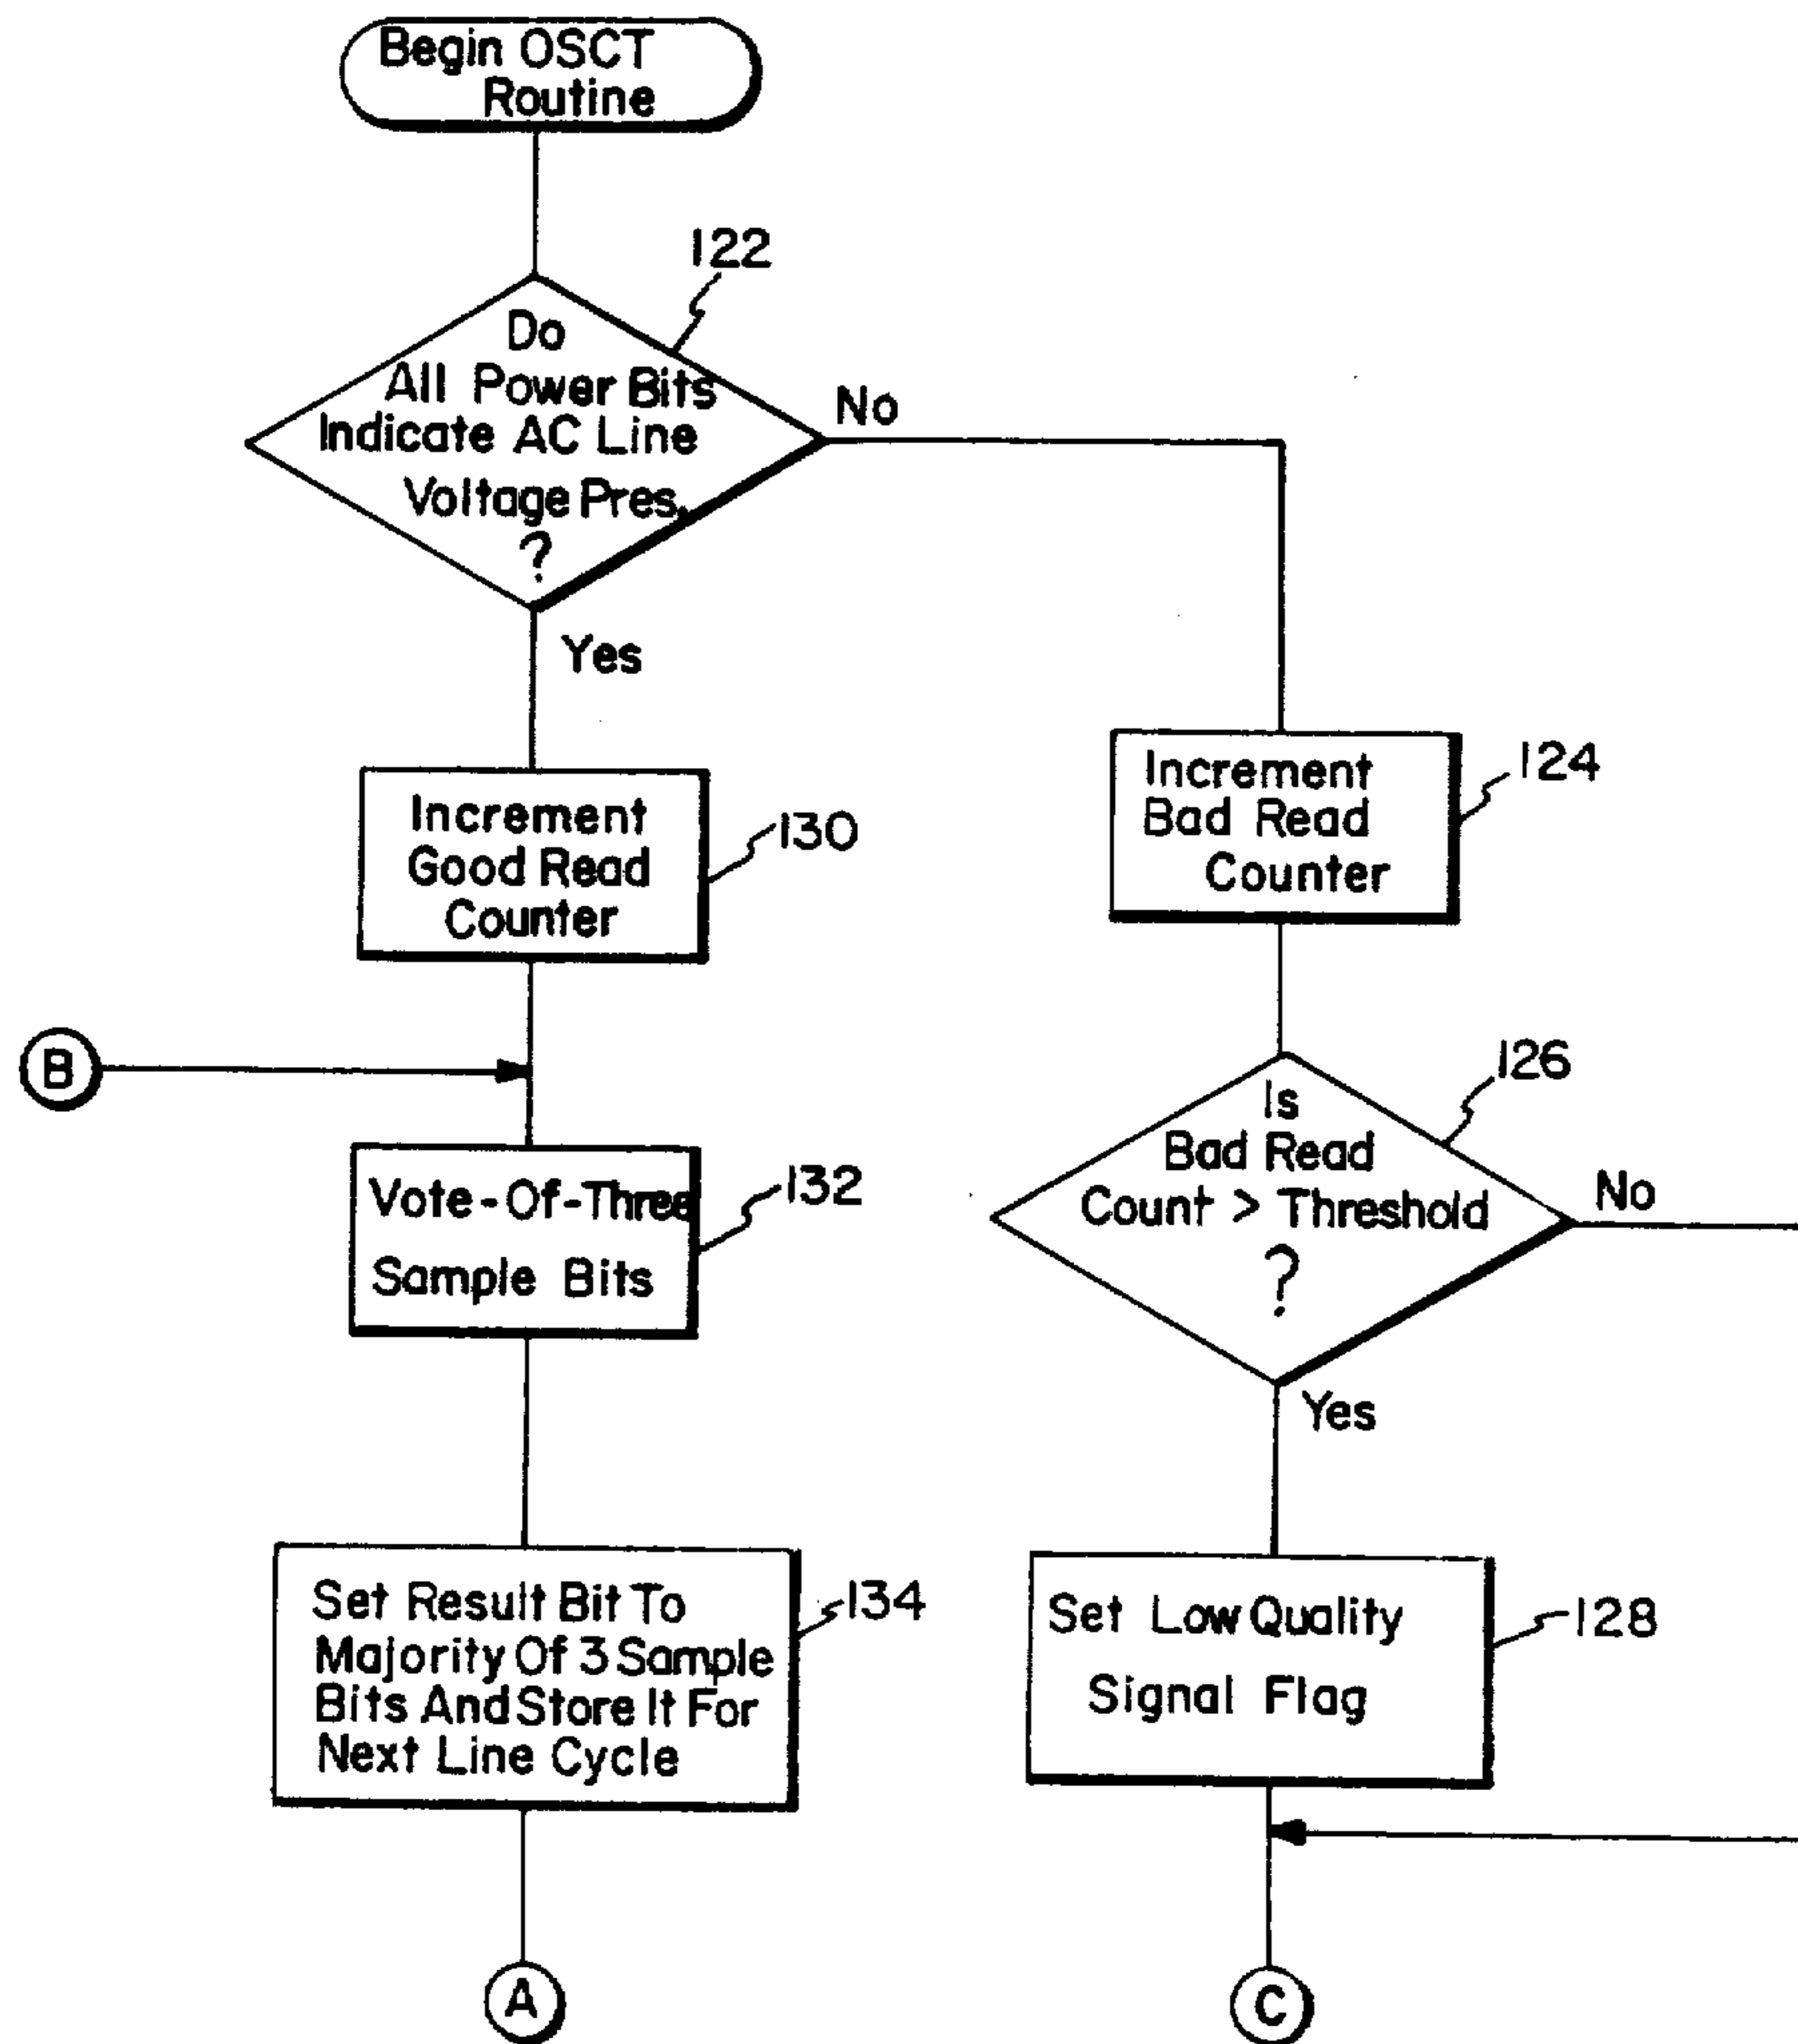 Begin OSCT
Routine
122
Do
All Power Bits
Indicate AC Line
Voltage Pres.
?
No
Yes
Increment
Good Read
Counter
130
Increment
Bad Read
Counter
124
B
Vote-Of-Three
Sample Bits
132
Is
Bad Read
Count > Threshold
?
126
No
Yes
Set Result Bit To
Majority Of 3 Sample
Bits And Store It For
Next Line Cycle
134
Set Low Quality
Signal Flag
128
A
C